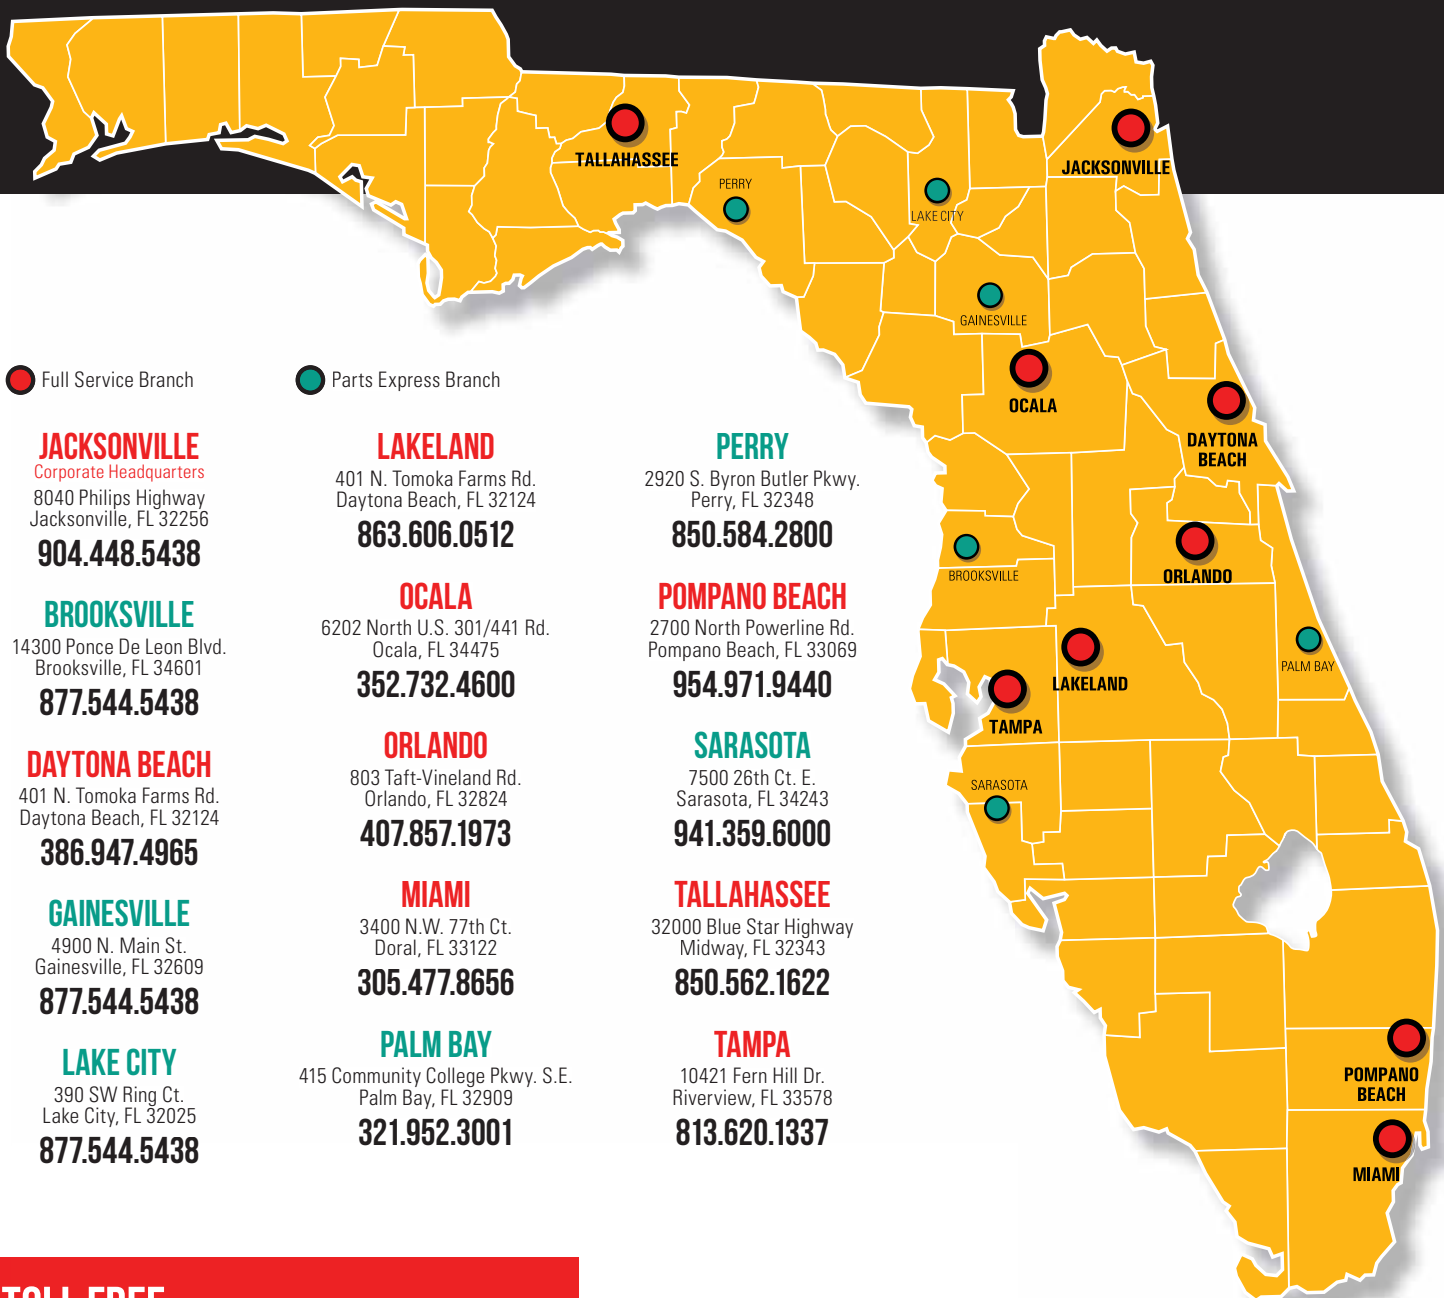 TALLAHASSEE
JACKSONVILLE
PERRY
LAKE CITY
GAINESVILLE
OCALA
DAYTONA
BEACH
BROOKSVILLE
ORLANDO
PALM BAY
LAKELAND
TAMPA
SARASOTA
POMPANO
BEACH
MIAMI
Full Service Branch
Parts Express Branch
JACKSONVILLE
Corporate Headquarters
8040 Philips Highway
Jacksonville, FL 32256
904.448.5438
BROOKSVILLE
14300 Ponce De Leon Blvd.
Brooksville, FL 34601
877.544.5438
DAYTONA BEACH
401 N. Tomoka Farms Rd.
Daytona Beach, FL 32124
386.947.4965
GAINESVILLE
4900 N. Main St.
Gainesville, FL 32609
877.544.5438
LAKE CITY
390 SW Ring Ct.
Lake City, FL 32025
877.544.5438
LAKELAND
401 N. Tomoka Farms Rd.
Daytona Beach, FL 32124
863.606.0512
OCALA
6202 North U.S. 301/441 Rd.
Ocala, FL 34475
352.732.4600
ORLANDO
803 Taft-Vineland Rd.
Orlando, FL 32824
407.857.1973
MIAMI
3400 N.W. 77th Ct.
Doral, FL 33122
305.477.8656
PALM BAY
415 Community College Pkwy. S.E.
Palm Bay, FL 32909
321.952.3001
PERRY
2920 S. Byron Butler Pkwy.
Perry, FL 32348
850.584.2800
POMPANO BEACH
2700 North Powerline Rd.
Pompano Beach, FL 33069
954.971.9440
SARASOTA
7500 26th Ct. E.
Sarasota, FL 34243
941.359.6000
TALLAHASSEE
32000 Blue Star Highway
Midway, FL 32343
850.562.1622
TAMPA
10421 Fern Hill Dr.
Riverview, FL 33578
813.620.1337
TOLL FREE